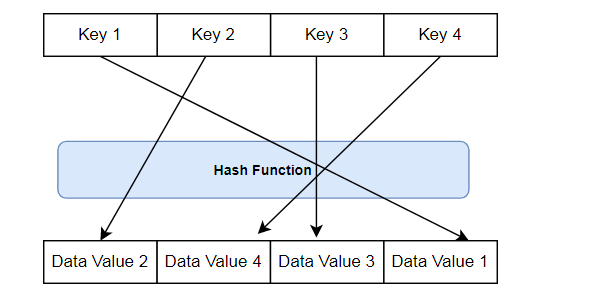 Key 1 Key 2 Key 3 Key 4
Hash Function
Data Value 2 Data Value 4 Data Value 3 Data Value 1